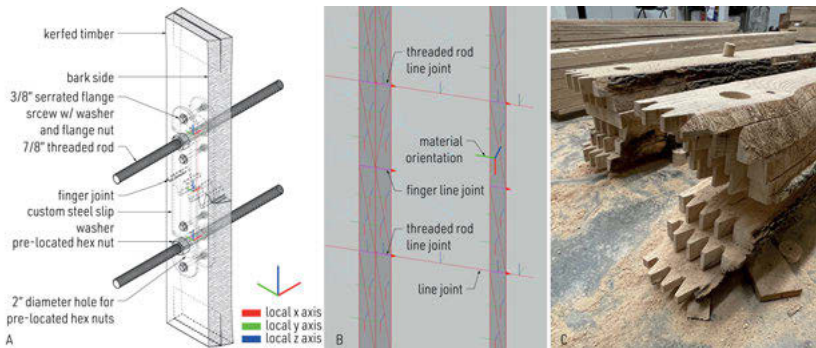 kerfed timber
bark side
3/8" serrated flange
srcew w/ washer
and flange nut
7/8" threaded rod
finger joint
custom steel slip
washer
pre-located hex nut
2" diameter hole for
pre-located hex nuts
local x axis
local y axis
local z axis
A
threaded rod
line joint
material
orientation
finger line joint
threaded rod
line joint
line joint
B
C